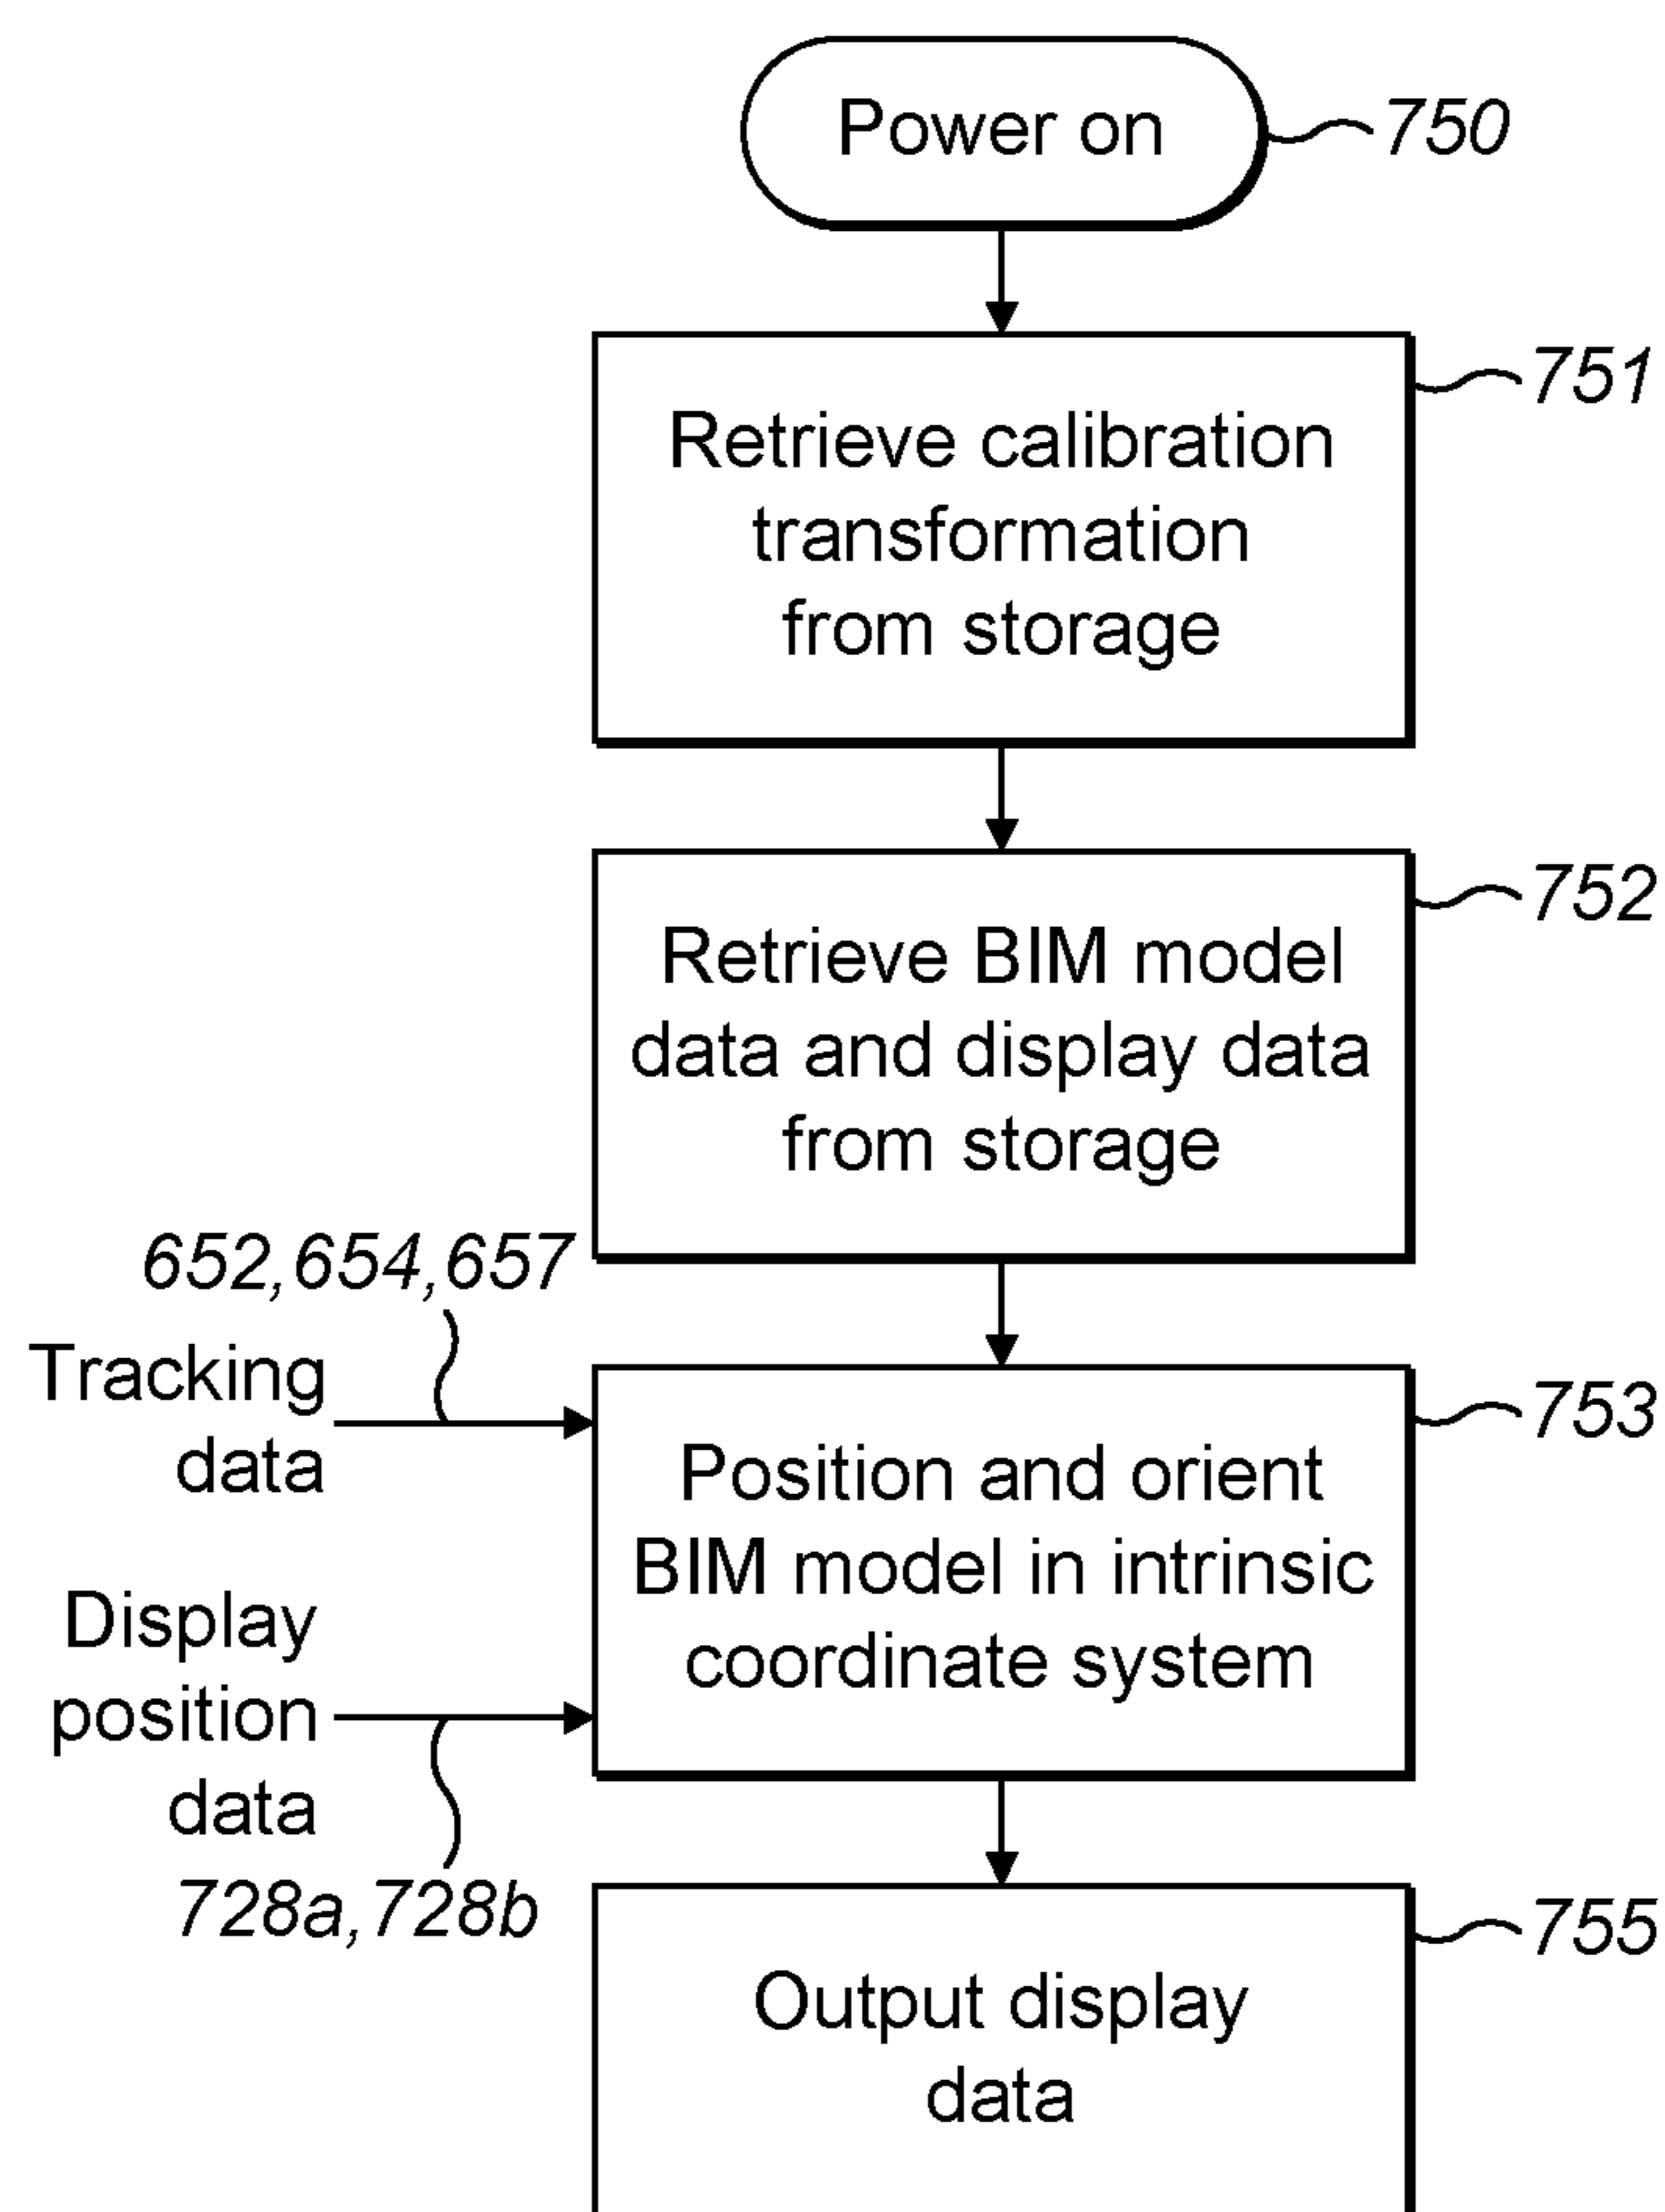 Power on
750
751
Retrieve calibration
transformation
from storage
752
Retrieve BIM model
data and display data
from storage
652,654,657
Tracking
data
753
Position and orient
BIM model in intrinsic
coordinate system
Display
position
data
728a,728b
755
Output display
data